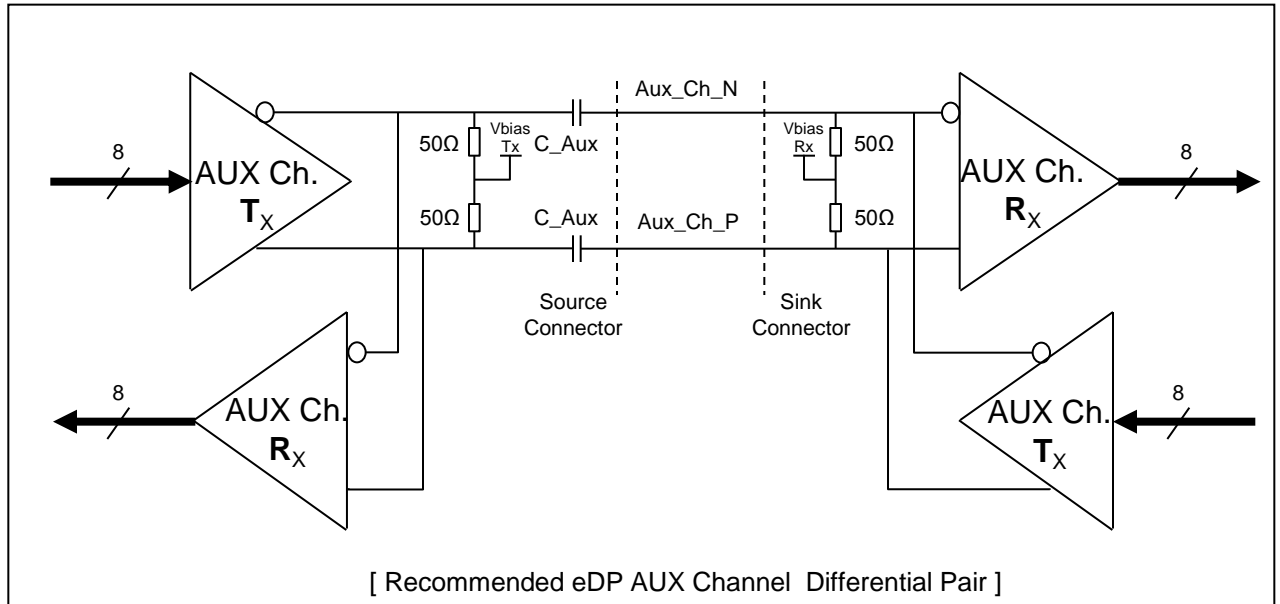 Aux_Ch_N
8
AUX Ch.
TX
50Ω
Vbias
Tx
C_Aux
50Ω
C_Aux
Aux_Ch_P
Vbias
Rx
50Ω
50Ω
AUX Ch.
RX
8
Source
Connector
Sink
Connector
8
AUX Ch.
RX
AUX Ch.
TX
8
[ Recommended eDP AUX Channel Differential Pair ]